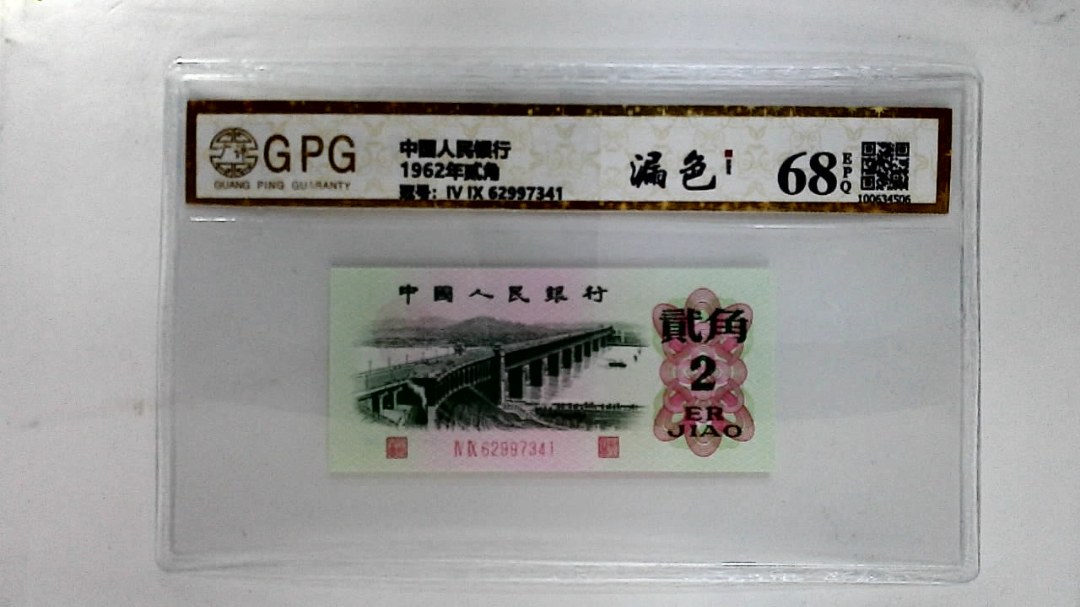 GPG
GUANG PING GUARANTY
中國人民銀行
1962年贰角
冠号: IV IX 62997341
漏色
68
EPQ
100634506
中國人民銀行
貳角
2
ER
JIAO
IV IX 62997341